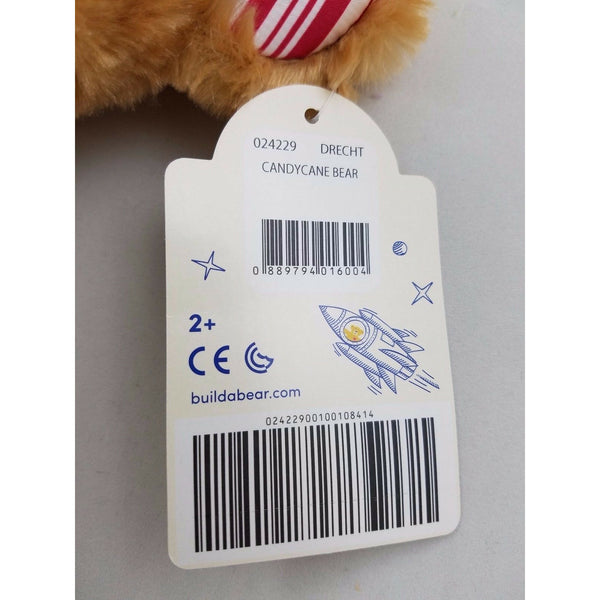 024229 DRECHT
CANDYCANE BEAR
0 889794 016004
2+
CE
buildabear.com
02422900100108414